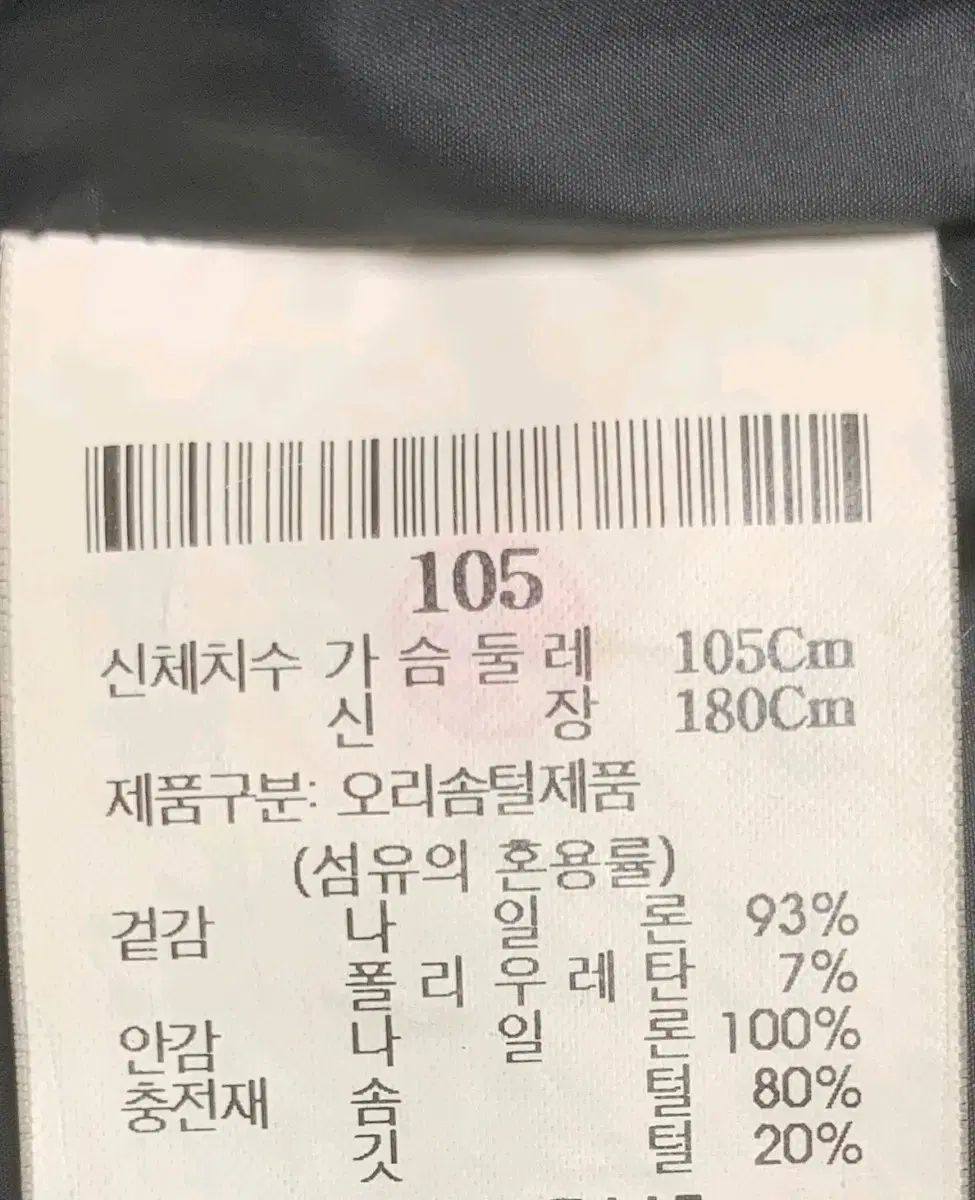 105
신체치수 가슴둘레 105Cm
신장 180Cm
제품구분: 오리솜털제품
(섬유의 혼용률)
겉감 나일론 93%
폴리우레탄 7%
안감 나일론 100%
충전재 솜털 80%
깃털 20%